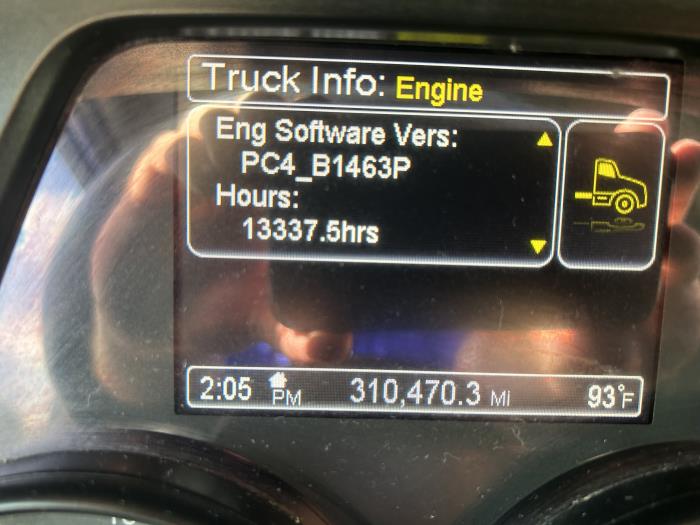 Truck Info: Engine
Eng Software Vers:
PC4_B1463P
Hours:
13337.5hrs
2:05 PM 310,470.3 Mi 93°F